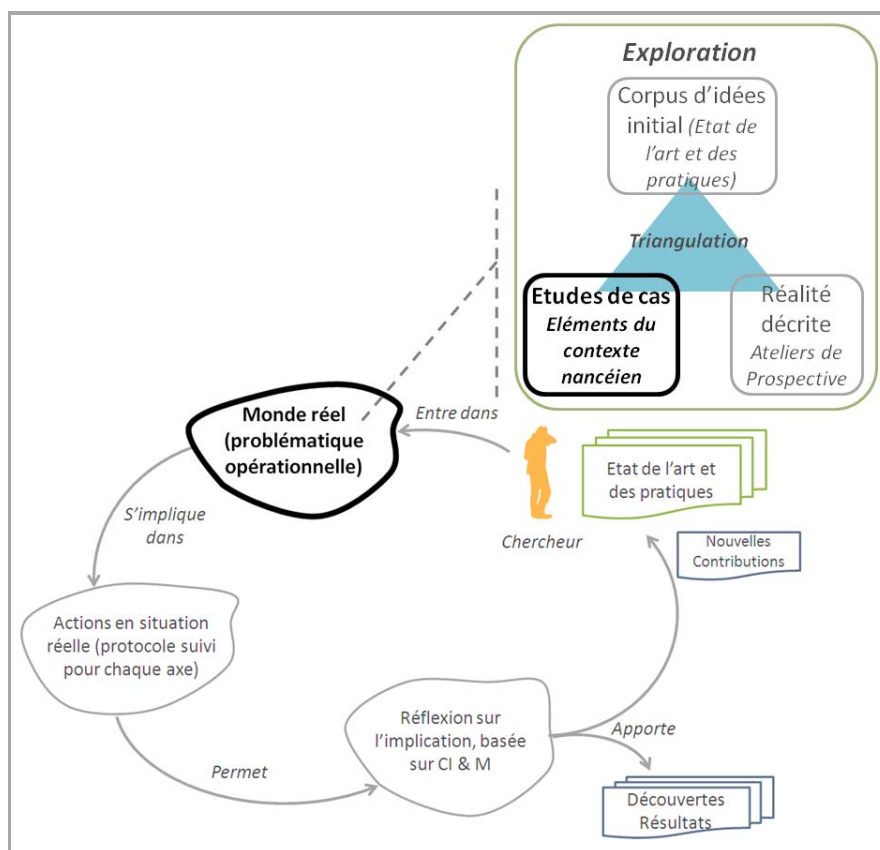 Exploration
Corpus d'idées
initial (Etat de
l'art et des
pratiques)
Triangulation
Etudes de cas
Eléments du
contexte
nancéien
Réalité
décrite
Ateliers de
Prospective
Monde réel
(problématique
opérationnelle)
Entre dans
Chercheur
Etat de l'art et
des pratiques
Nouvelles
Contributions
S'implique
dans
Actions en situation
réelle (protocole suivi
pour chaque axe)
Permet
Réflexion sur
l'implication, basée
sur CI & M
Apporte
Découvertes
Résultats